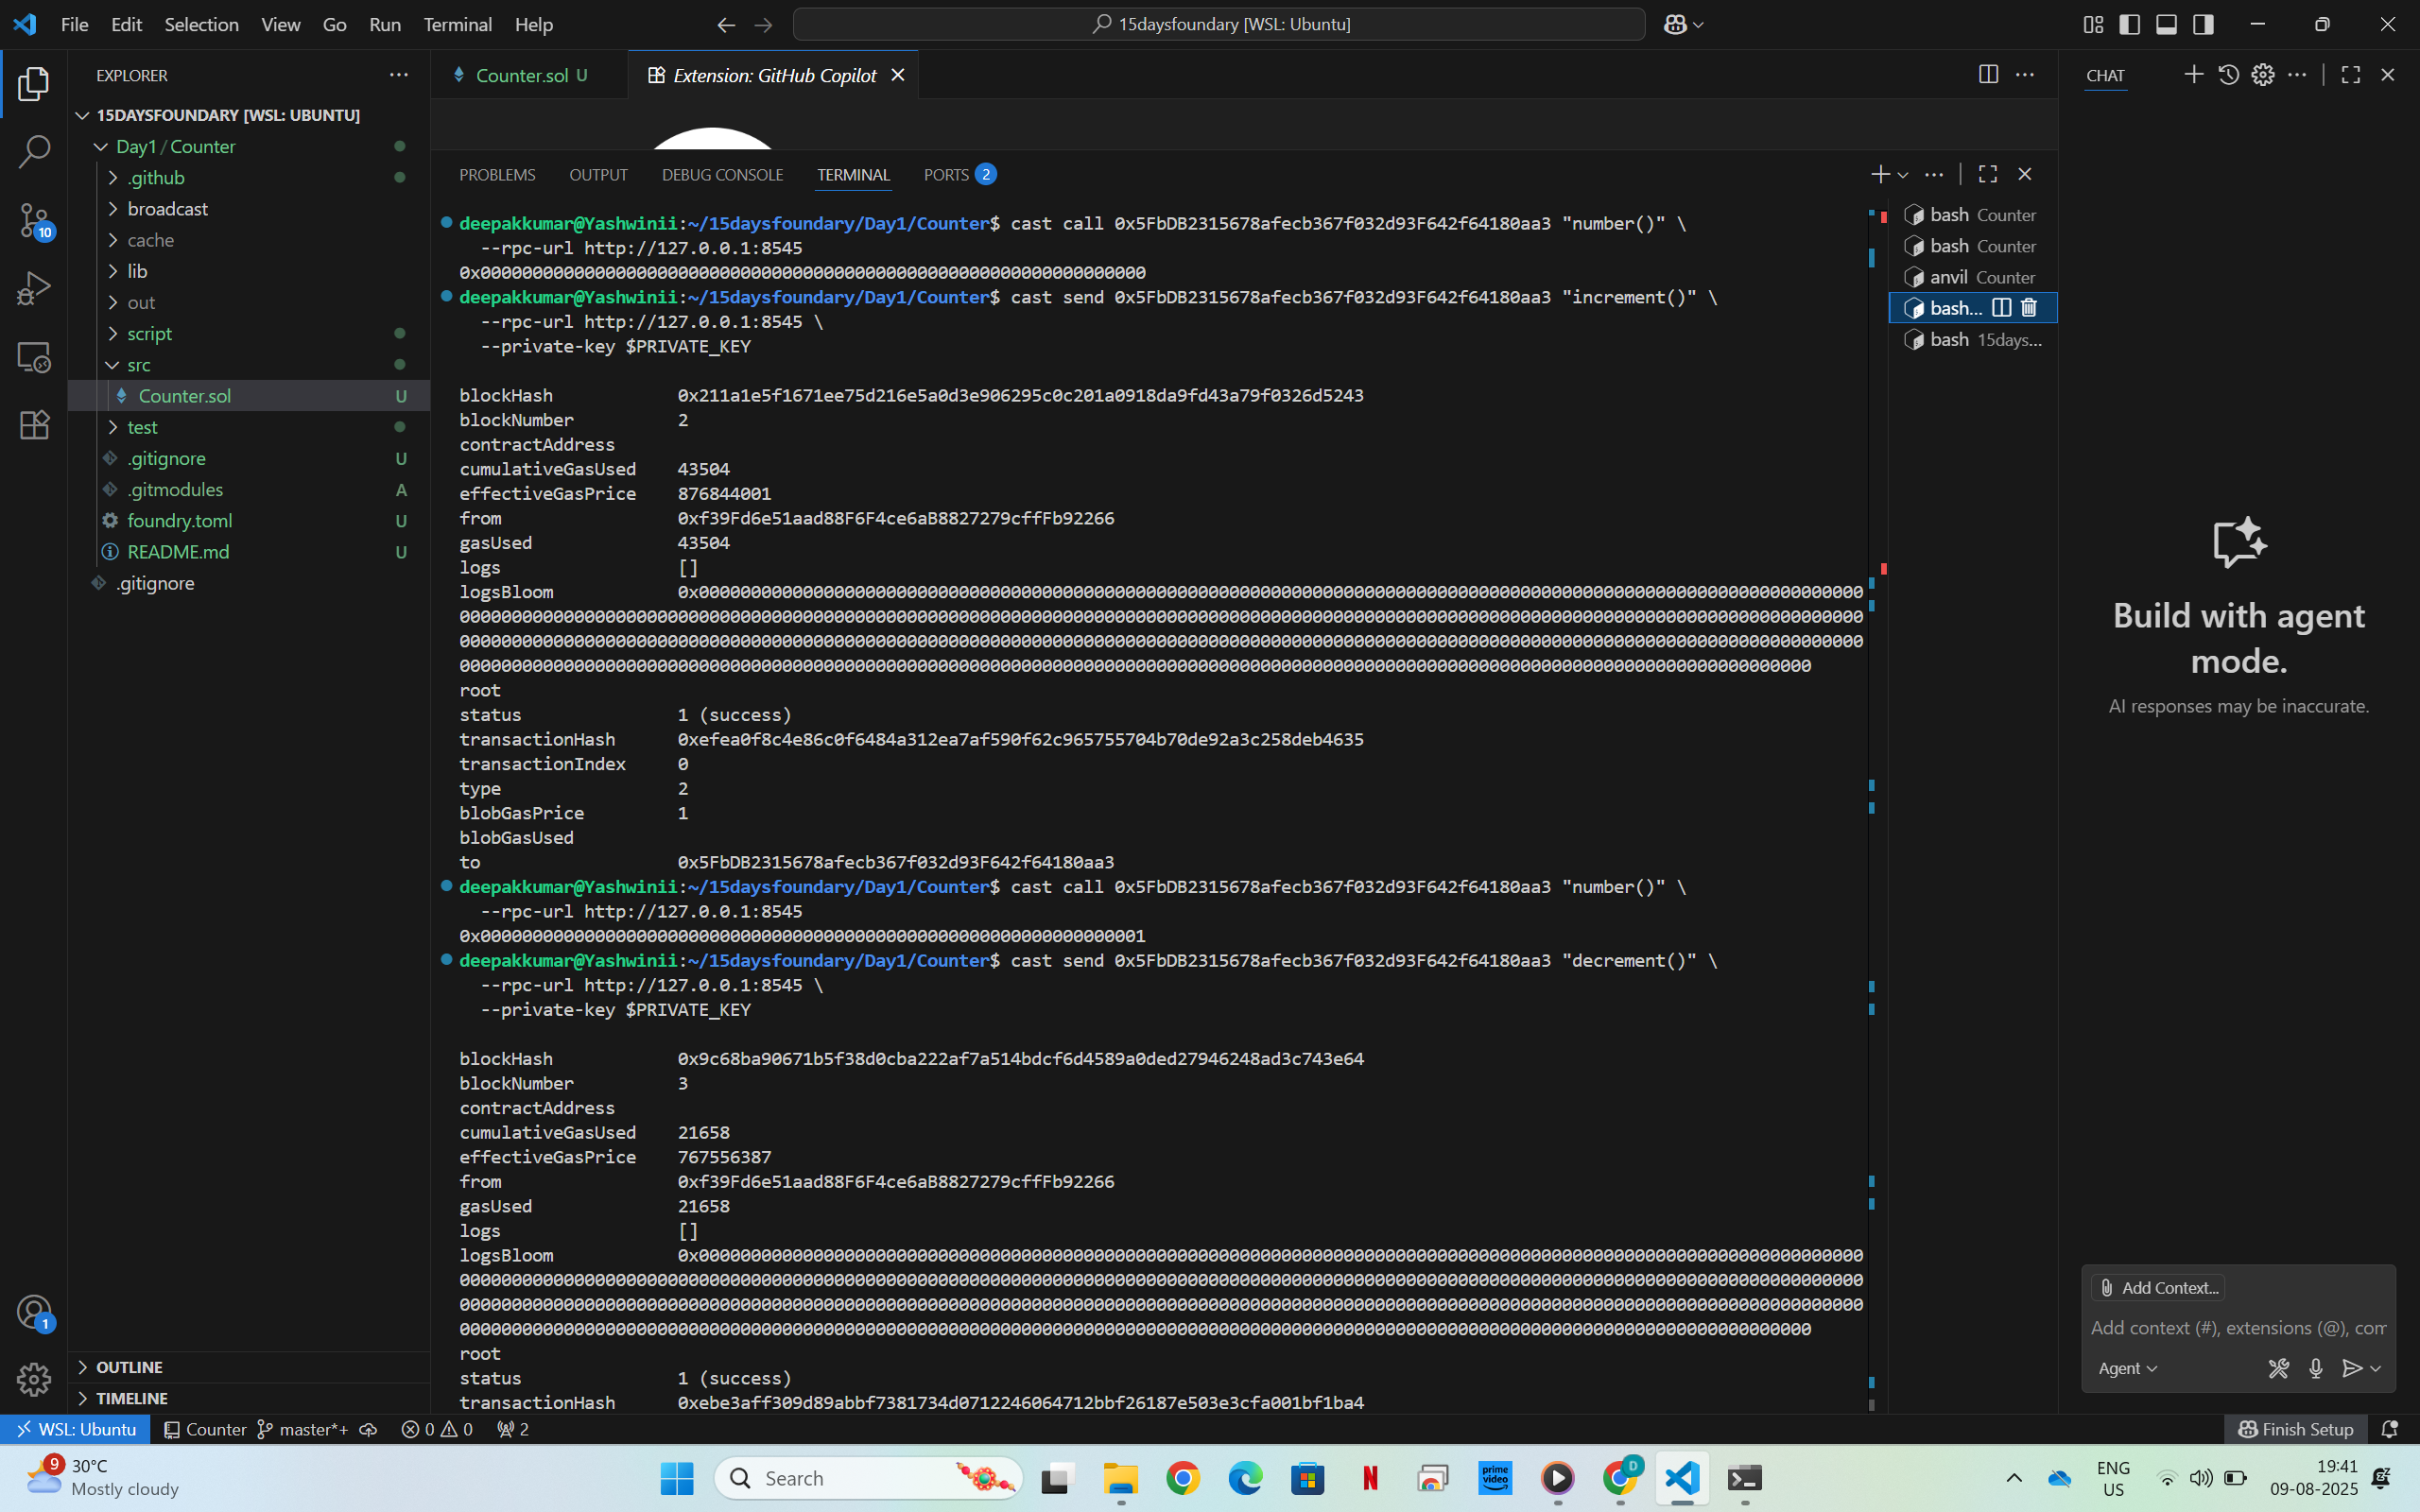 File Edit Selection View Go Run Terminal Help
15daysfoundary [WSL: Ubuntu]
EXPLORER
15DAYSFOUNDARY [WSL: UBUNTU]
Day1 / Counter
.github
broadcast
cache
lib
out
script
src
Counter.sol U
test
.gitignore U
.gitmodules A
foundry.toml U
README.md U
.gitignore
OUTLINE
TIMELINE
10
1
Counter.sol U
Extension: GitHub Copilot
PROBLEMS OUTPUT DEBUG CONSOLE TERMINAL PORTS 2
deepakkumar@Yashwinii:~/15daysfoundary/Day1/Counter$ cast call 0x5FbDB2315678afecb367f032d93F642f64180aa3 "number()" \
--rpc-url http://127.0.0.1:8545
0x0000000000000000000000000000000000000000000000000000000000000000
deepakkumar@Yashwinii:~/15daysfoundary/Day1/Counter$ cast send 0x5FbDB2315678afecb367f032d93F642f64180aa3 "increment()" \
--rpc-url http://127.0.0.1:8545 \
--private-key $PRIVATE_KEY
blockHash 0x211a1e5f1671ee75d216e5a0d3e906295c0c201a0918da9fd43a79f0326d5243
blockNumber 2
contractAddress
cumulativeGasUsed 43504
effectiveGasPrice 876844001
from 0xf39Fd6e51aad88F6F4ce6aB8827279cffFb92266
gasUsed 43504
logs []
logsBloom
root
status 1 (success)
transactionHash 0xefea0f8c4e86c0f6484a312ea7af590f62c965755704b70de92a3c258deb4635
transactionIndex 0
type 2
blobGasPrice 1
blobGasUsed
to 0x5FbDB2315678afecb367f032d93F642f64180aa3
deepakkumar@Yashwinii:~/15daysfoundary/Day1/Counter$ cast call 0x5FbDB2315678afecb367f032d93F642f64180aa3 "number()" \
--rpc-url http://127.0.0.1:8545
0x0000000000000000000000000000000000000000000000000000000000000001
deepakkumar@Yashwinii:~/15daysfoundary/Day1/Counter$ cast send 0x5FbDB2315678afecb367f032d93F642f64180aa3 "decrement()" \
--rpc-url http://127.0.0.1:8545 \
--private-key $PRIVATE_KEY
blockHash 0x9c68ba90671b5f38d0cba222af7a514bdcf6d4589a0ded27946248ad3c743e64
blockNumber 3
contractAddress
cumulativeGasUsed 21658
effectiveGasPrice 767556387
from 0xf39Fd6e51aad88F6F4ce6aB8827279cffFb92266
gasUsed 21658
logs []
logsBloom
root
status 1 (success)
transactionHash 0xebe3aff309d89abbf7381734d0712246064712bbf26187e503e3cfa001bf1ba4
bash Counter
bash Counter
anvil Counter
bash...
bash 15days...
CHAT
Build with agent
mode.
AI responses may be inaccurate.
Add Context...
Add context (#), extensions (@), com
Agent
WSL: Ubuntu Counter master*+ 0 0 2
Finish Setup
9
30°C
Mostly cloudy
Search
prime video
N
D
ENG
US
19:41
09-08-2025